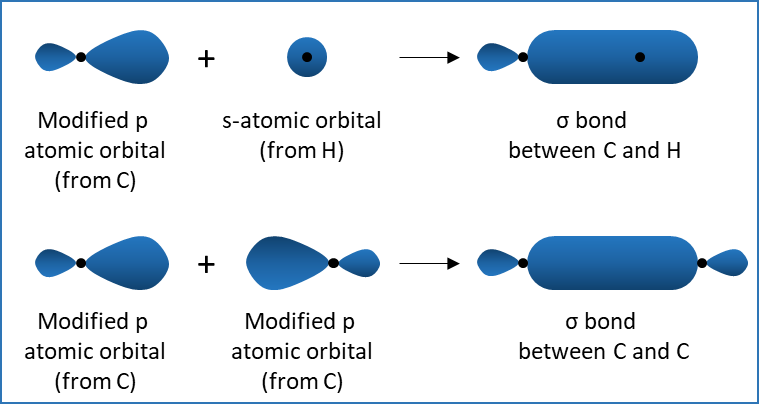 +
Modified p
atomic orbital
(from C)
s-atomic orbital
(from H)
σ bond
between C and H
+
Modified p
atomic orbital
(from C)
Modified p
atomic orbital
(from C)
σ bond
between C and C